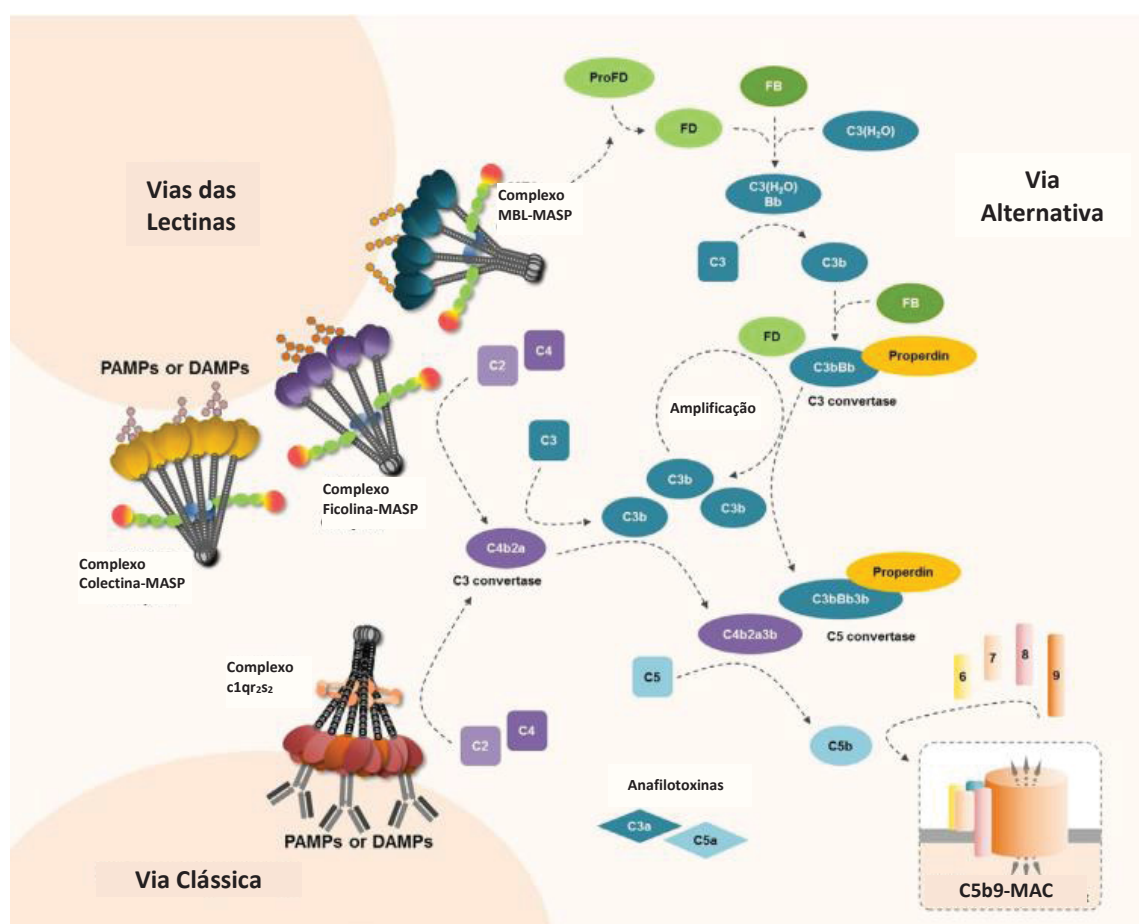 ProFD
FB
FD
C3(H₂O)
Vias das
Lectinas
Complexo
MBL-MASP
C3(H₂O)
Bb
Via
Alternativa
C3
C3b
FB
FD
C3bBb
Properdin
C3 convertase
PAMPs or DAMPs
C2
C4
Amplificação
C3
C3b
C3b
C3b
Complexo
Ficolina-MASP
Complexo
Colectina-MASP
C4b2a
C3 convertase
Properdin
C3bBb3b
C4b2a3b
C5 convertase
Complexo
c1qr₂s₂
C5
6
7
8
9
C2
C4
C5b
Anafilotoxinas
C3a
C5a
PAMPs or DAMPs
Via Clássica
C5b9-MAC